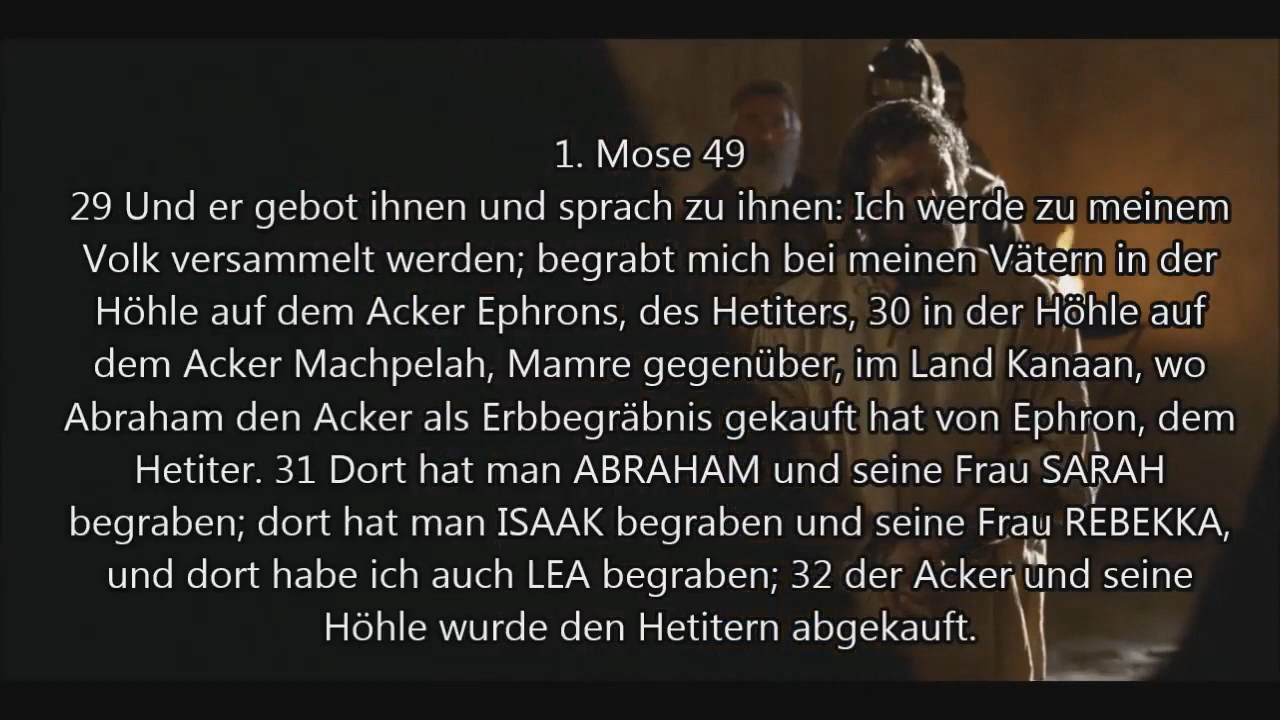 1. Mose 49
29 Und er gebot ihnen und sprach zu ihnen: Ich werde zu meinem
Volk versammelt werden; begrabt mich bei meinen Vätern in der
Höhle auf dem Acker Ephrons, des Hetiters, 30 in der Höhle auf
dem Acker Machpelah, Mamre gegenüber, im Land Kanaan, wo
Abraham den Acker als Erbbegräbnis gekauft hat von Ephron, dem
Hetiter. 31 Dort hat man ABRAHAM und seine Frau SARAH
begraben; dort hat man ISAAK begraben und seine Frau REBEKKA,
und dort habe ich auch LEA begraben; 32 der Acker und seine
Höhle wurde den Hetitern abgekauft.